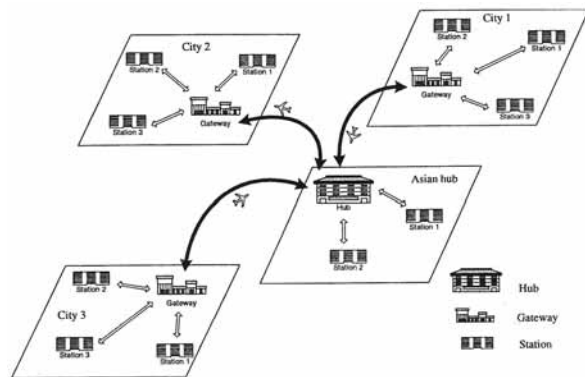 City 1
Station 2
Station 1
Gateway
Station 3
City 2
Station 2
Station 1
Gateway
Station 3
Asian hub
Hub
Station 1
Station 2
City 3
Station 2
Gateway
Station 3
Station 1
Hub
Gateway
Station